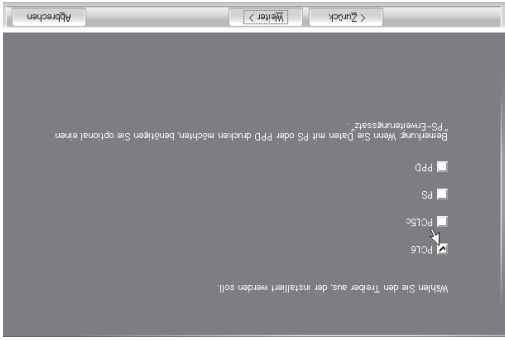 Wählen Sie den Treiber aus, der installiert werden soll.
PCL6
PCL5c
PS
PPD
Bemerkung: Wenn Sie Daten mit PS oder PPD drucken möchten, benötigen Sie optional einen
"PS-Erweiterungssatz".
< Zurück
Weiter >
Abbrechen